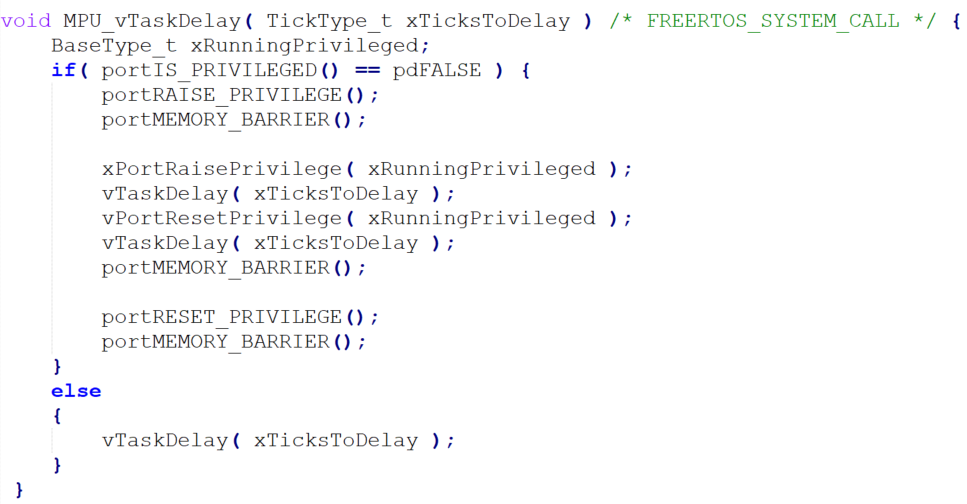 void MPU_vTaskDelay( TickType_t xTicksToDelay ) /* FREERTOS_SYSTEM_CALL */ {
    BaseType_t xRunningPrivileged;
    if( portIS_PRIVILEGED() == pdFALSE ) {
        portRAISE_PRIVILEGE();
        portMEMORY_BARRIER();

        xPortRaisePrivilege( xRunningPrivileged );
        vTaskDelay( xTicksToDelay );
        vPortResetPrivilege( xRunningPrivileged );
        vTaskDelay( xTicksToDelay );
        portMEMORY_BARRIER();

        portRESET_PRIVILEGE();
        portMEMORY_BARRIER();
    }
    else
    {
        vTaskDelay( xTicksToDelay );
    }
}